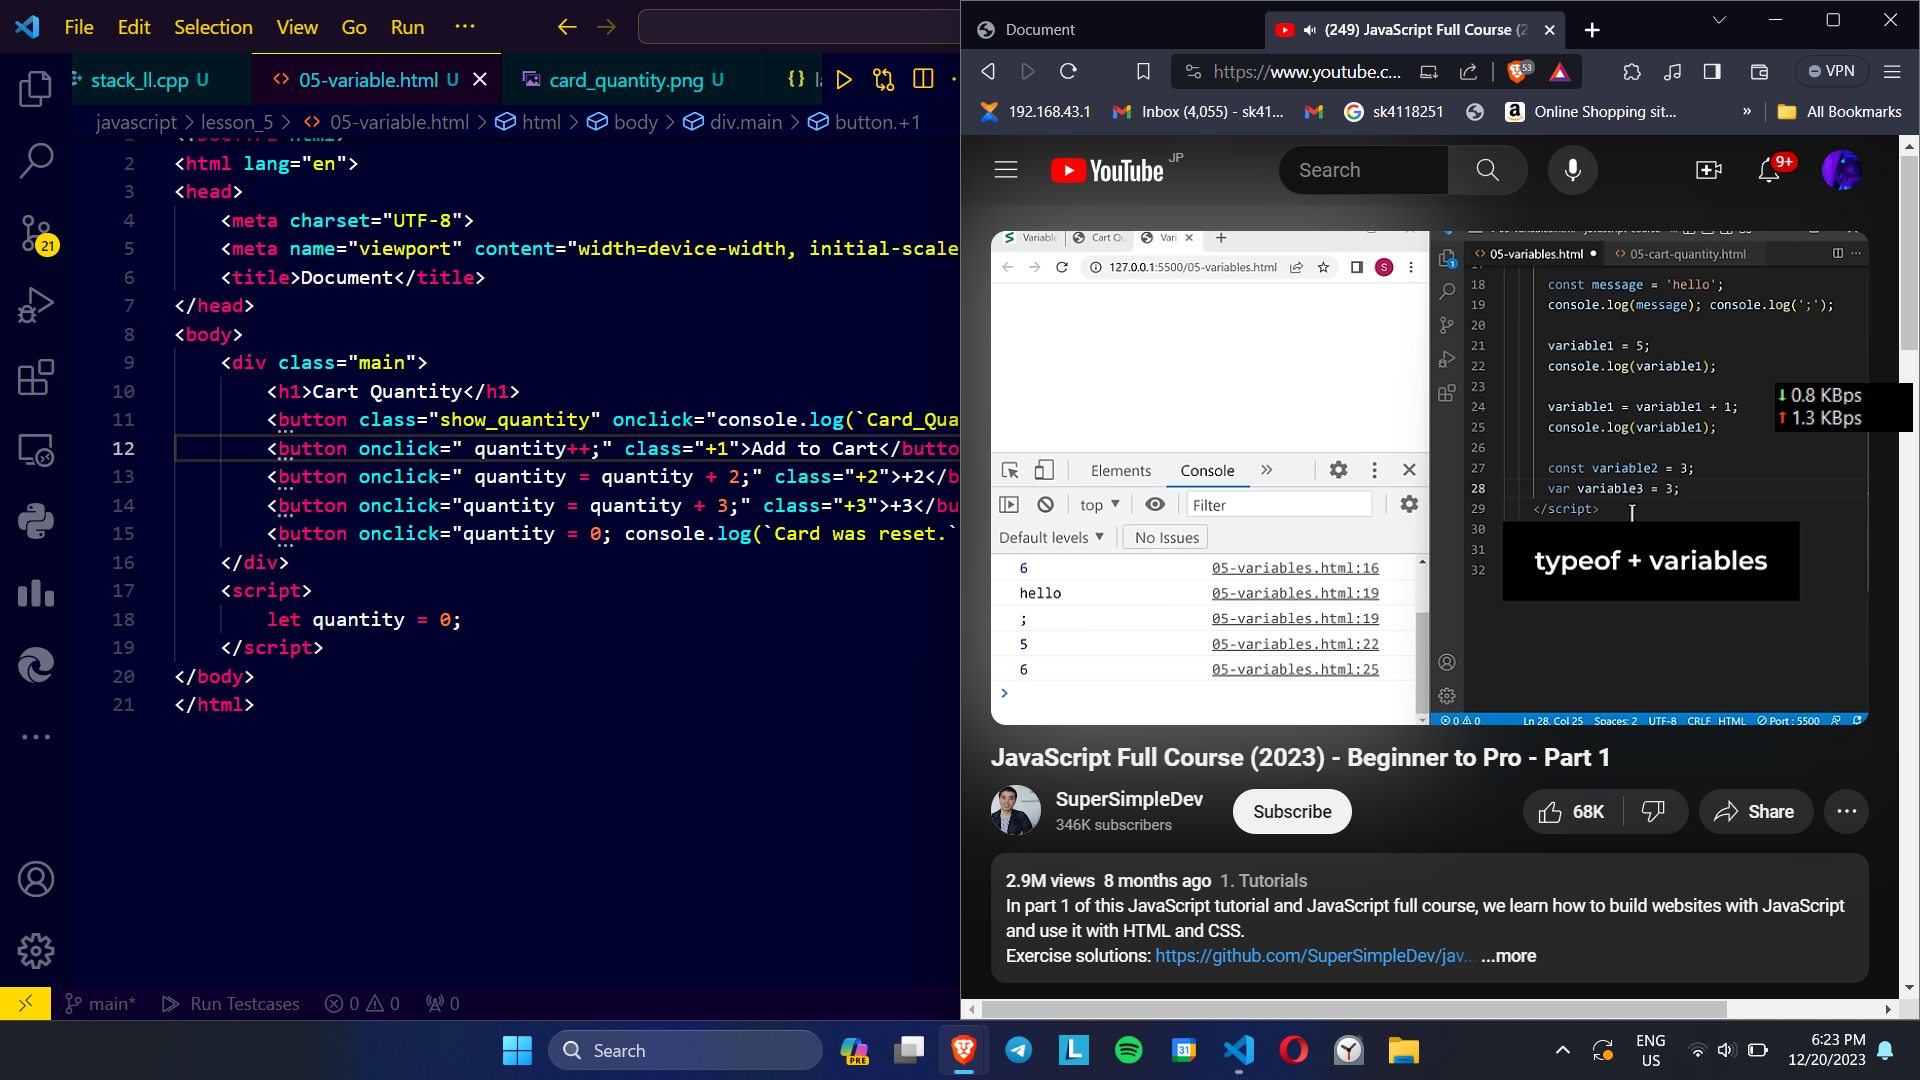 File Edit Selection View Go Run ···
stack_ll.cpp U
05-variable.html U
card_quantity.png U
javascript > lesson_5 > 05-variable.html > html > body > div.main > button.+1
2 <html lang="en">
3 <head>
4 <meta charset="UTF-8">
5 <meta name="viewport" content="width=device-width, initial-scale
6 <title>Document</title>
7 </head>
8 <body>
9 <div class="main">
10 <h1>Cart Quantity</h1>
11 <button class="show_quantity" onclick="console.log(`Card_Qua
12 <button onclick=" quantity++;" class="+1">Add to Cart</butto
13 <button onclick=" quantity = quantity + 2;" class="+2">+2</b
14 <button onclick="quantity = quantity + 3;" class="+3">+3</bu
15 <button onclick="quantity = 0; console.log(`Card was reset.`
16 </div>
17 <script>
18 let quantity = 0;
19 </script>
20 </body>
21 </html>
21
main* Run Testcases 0 0 0
Document
(249) JavaScript Full Course (2
https://www.youtube.c...
53
VPN
192.168.43.1 Inbox (4,055) - sk41... sk4118251 Online Shopping sit... » All Bookmarks
YouTube JP
Search
9+
Variable Cart Qu Vari
127.0.0.1:5500/05-variables.html
S
Elements Console »
top Filter
Default levels No Issues
6 05-variables.html:16
hello 05-variables.html:19
; 05-variables.html:19
5 05-variables.html:22
6 05-variables.html:25
>
05-variables.html 05-cart-quantity.html
1
18 const message = 'hello';
19 console.log(message); console.log(';');
20
21 variable1 = 5;
22 console.log(variable1);
23
24 variable1 = variable1 + 1;
25 console.log(variable1);
26
27 const variable2 = 3;
28 var variable3 = 3;
29 </script>
30
31
32
typeof + variables
0 0 Ln 28, Col 25 Spaces: 2 UTF-8 CRLF HTML Port : 5500
0.8 KBps
1.3 KBps
JavaScript Full Course (2023) - Beginner to Pro - Part 1
SuperSimpleDev
346K subscribers
Subscribe
68K
Share
2.9M views 8 months ago 1. Tutorials
In part 1 of this JavaScript tutorial and JavaScript full course, we learn how to build websites with JavaScript
and use it with HTML and CSS.
Exercise solutions: https://github.com/SuperSimpleDev/jav... ...more
Search
PRE
L
31
ENG
US
6:23 PM
12/20/2023